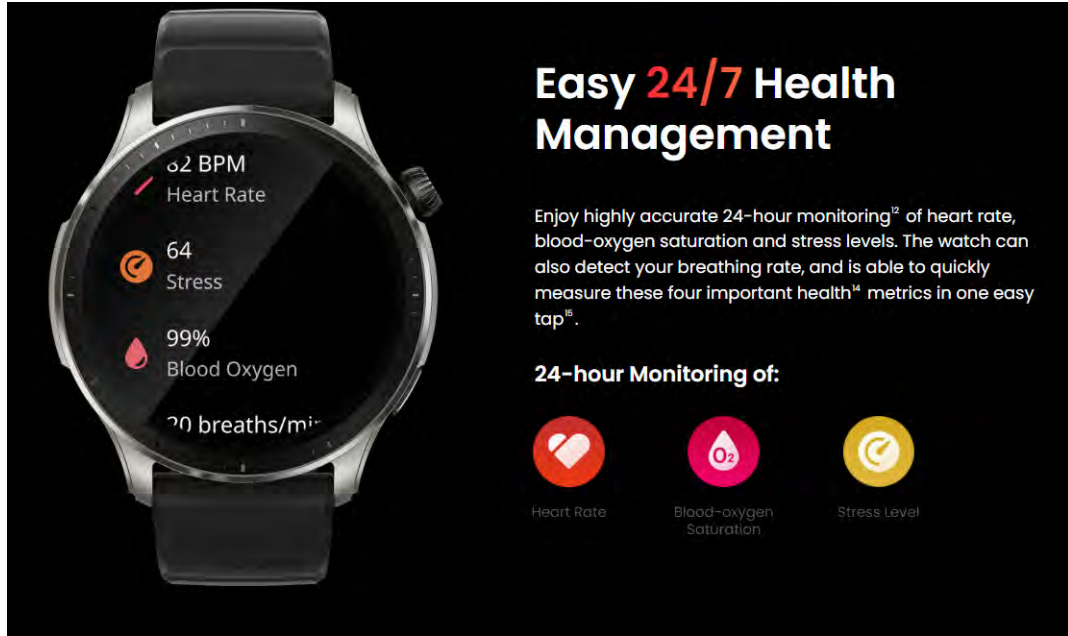 82 BPM
Heart Rate
64
Stress
99%
Blood Oxygen
20 breaths/min
Easy 24/7 Health
Management
Enjoy highly accurate 24-hour monitoring¹² of heart rate,
blood-oxygen saturation and stress levels. The watch can
also detect your breathing rate, and is able to quickly
measure these four important health¹⁴ metrics in one easy
tap¹⁵.
24-hour Monitoring of:
O₂
Heart Rate
Blood-oxygen
Saturation
Stress Level